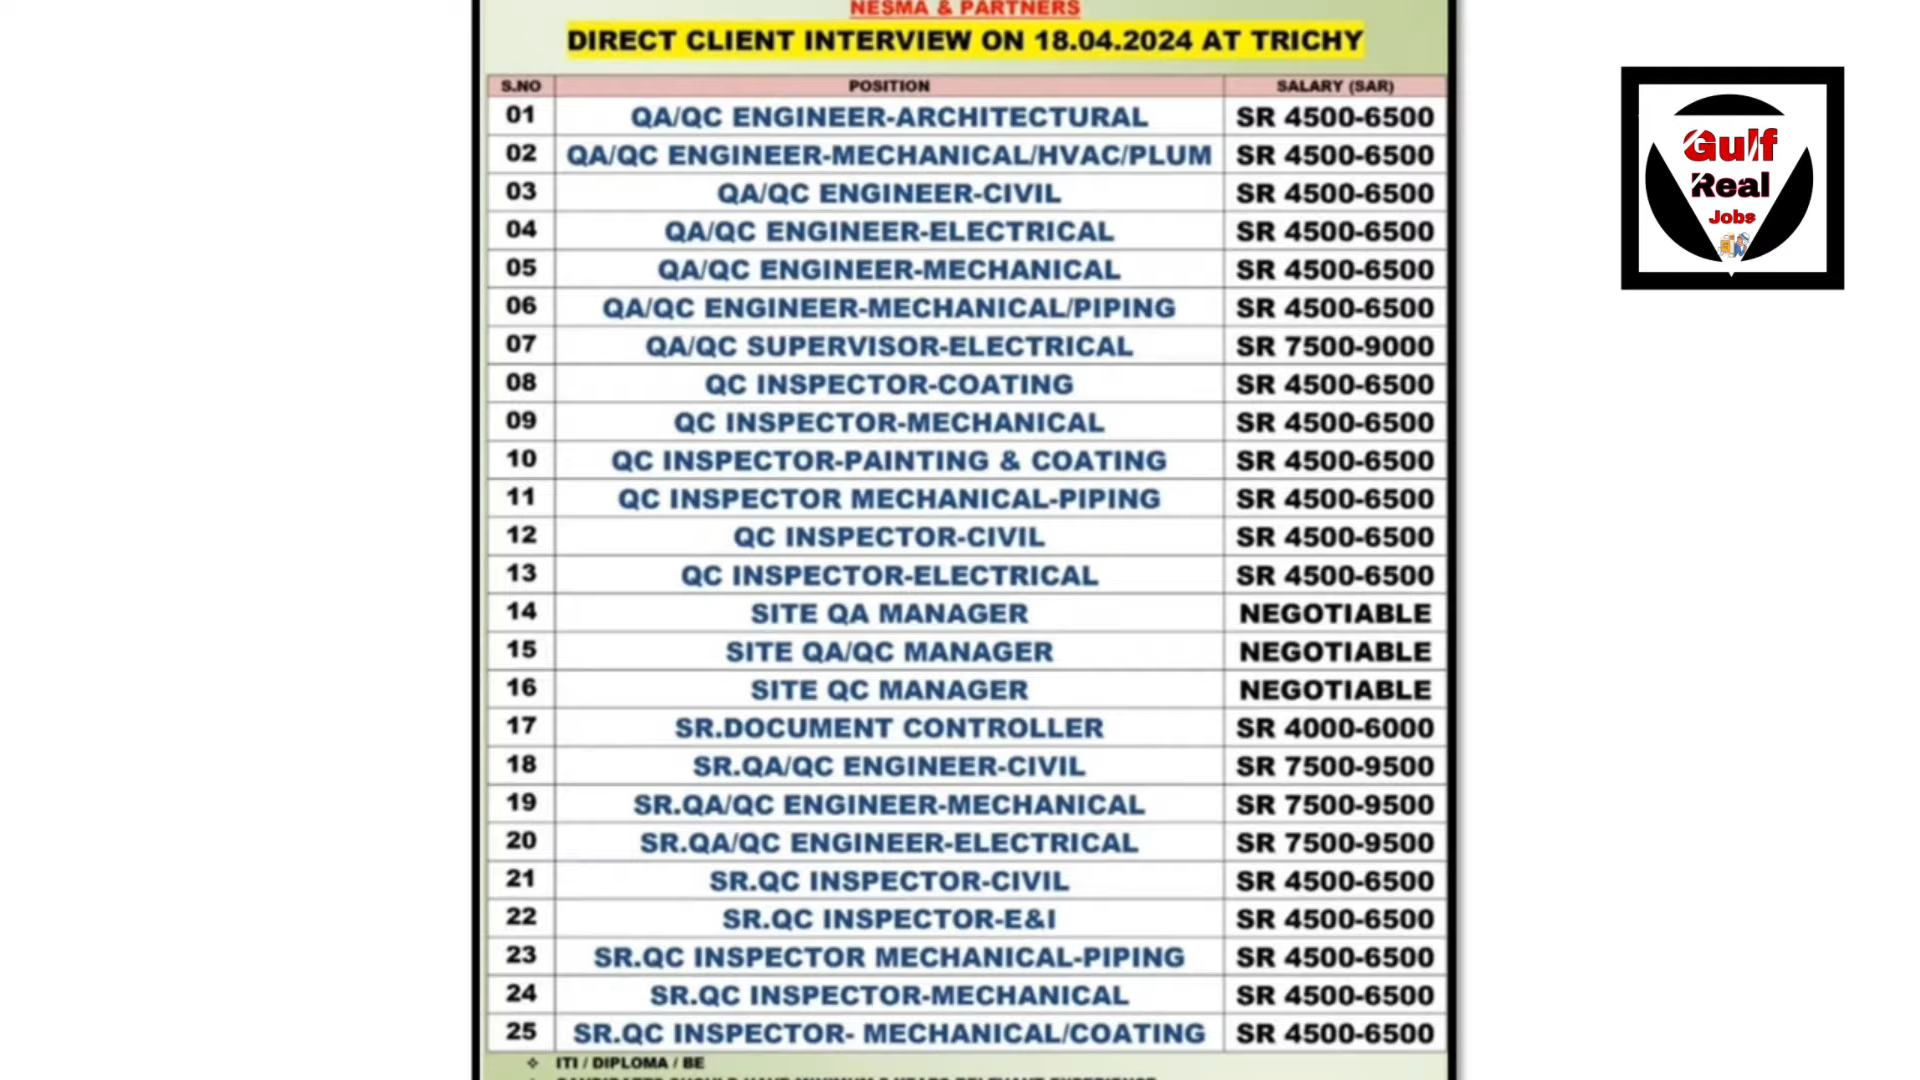 NESMA & PARTNERS
DIRECT CLIENT INTERVIEW ON 18.04.2024 AT TRICHY
S.NO POSITION SALARY (SAR)
01 QA/QC ENGINEER-ARCHITECTURAL SR 4500-6500
02 QA/QC ENGINEER-MECHANICAL/HVAC/PLUM SR 4500-6500
03 QA/QC ENGINEER-CIVIL SR 4500-6500
04 QA/QC ENGINEER-ELECTRICAL SR 4500-6500
05 QA/QC ENGINEER-MECHANICAL SR 4500-6500
06 QA/QC ENGINEER-MECHANICAL/PIPING SR 4500-6500
07 QA/QC SUPERVISOR-ELECTRICAL SR 7500-9000
08 QC INSPECTOR-COATING SR 4500-6500
09 QC INSPECTOR-MECHANICAL SR 4500-6500
10 QC INSPECTOR-PAINTING & COATING SR 4500-6500
11 QC INSPECTOR MECHANICAL-PIPING SR 4500-6500
12 QC INSPECTOR-CIVIL SR 4500-6500
13 QC INSPECTOR-ELECTRICAL SR 4500-6500
14 SITE QA MANAGER NEGOTIABLE
15 SITE QA/QC MANAGER NEGOTIABLE
16 SITE QC MANAGER NEGOTIABLE
17 SR.DOCUMENT CONTROLLER SR 4000-6000
18 SR.QA/QC ENGINEER-CIVIL SR 7500-9500
19 SR.QA/QC ENGINEER-MECHANICAL SR 7500-9500
20 SR.QA/QC ENGINEER-ELECTRICAL SR 7500-9500
21 SR.QC INSPECTOR-CIVIL SR 4500-6500
22 SR.QC INSPECTOR-E&I SR 4500-6500
23 SR.QC INSPECTOR MECHANICAL-PIPING SR 4500-6500
24 SR.QC INSPECTOR-MECHANICAL SR 4500-6500
25 SR.QC INSPECTOR- MECHANICAL/COATING SR 4500-6500
ITI / DIPLOMA / BE
Gulf
Real
Jobs